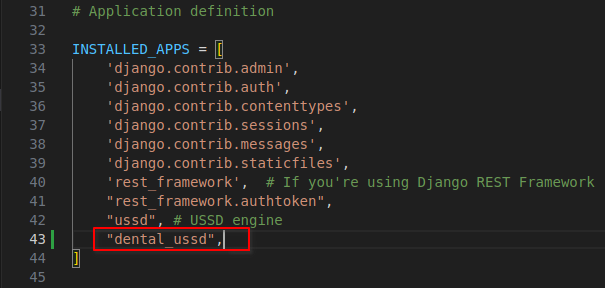 31 # Application definition
32
33 INSTALLED_APPS = [
34 'django.contrib.admin',
35 'django.contrib.auth',
36 'django.contrib.contenttypes',
37 'django.contrib.sessions',
38 'django.contrib.messages',
39 'django.contrib.staticfiles',
40 'rest_framework',  # If you're using Django REST Framework
41 "rest_framework.authtoken",
42 "ussd", # USSD engine
43 "dental_ussd",
44 ]
45